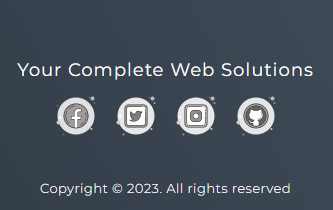 Your Complete Web Solutions
Copyright © 2023. All rights reserved